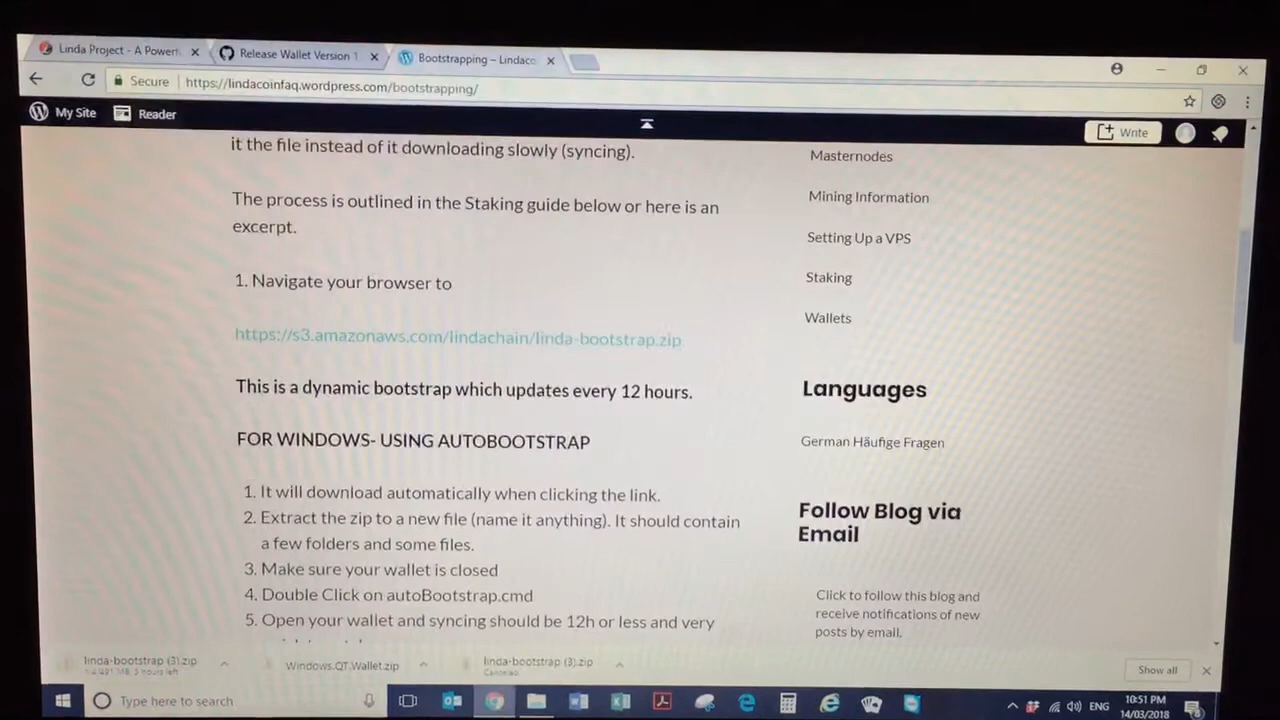 Linda Project - A Powerf
Release Wallet Version 1
Bootstrapping – Lindaco
Secure
https://lindacoinfaq.wordpress.com/bootstrapping/
My Site
Reader
Write
it the file instead of it downloading slowly (syncing).
The process is outlined in the Staking guide below or here is an
excerpt.
1. Navigate your browser to
https://s3.amazonaws.com/lindachain/linda-bootstrap.zip
This is a dynamic bootstrap which updates every 12 hours.
FOR WINDOWS- USING AUTOBOOTSTRAP
1. It will download automatically when clicking the link.
2. Extract the zip to a new file (name it anything). It should contain
a few folders and some files.
3. Make sure your wallet is closed
4. Double Click on autoBootstrap.cmd
5. Open your wallet and syncing should be 12h or less and very
Masternodes
Mining Information
Setting Up a VPS
Staking
Wallets
Languages
German Häufige Fragen
Follow Blog via
Email
Click to follow this blog and
receive notifications of new
posts by email.
linda-bootstrap (3).zip
hours left
Windows.QT.Wallet.zip
linda-bootstrap (3).zip
Canceled
Show all
Type here to search
ENG
10:51 PM
14/03/2018